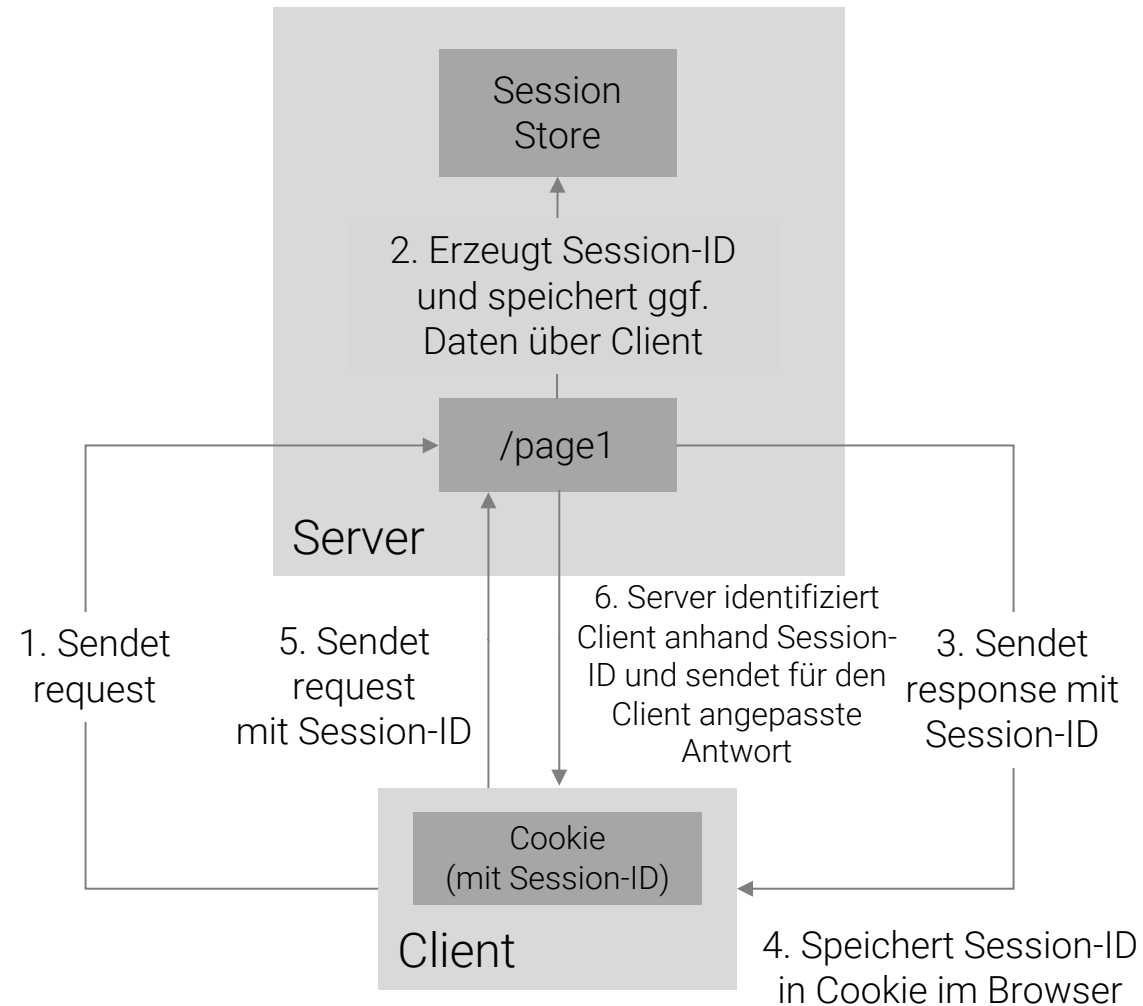 Session
Store
2. Erzeugt Session-ID
und speichert ggf.
Daten über Client
/page1
Server
1. Sendet
request
5. Sendet
request
mit Session-ID
6. Server identifiziert
Client anhand Session-
ID und sendet für den
Client angepasste
Antwort
3. Sendet
response mit
Session-ID
Cookie
(mit Session-ID)
Client
4. Speichert Session-ID
in Cookie im Browser